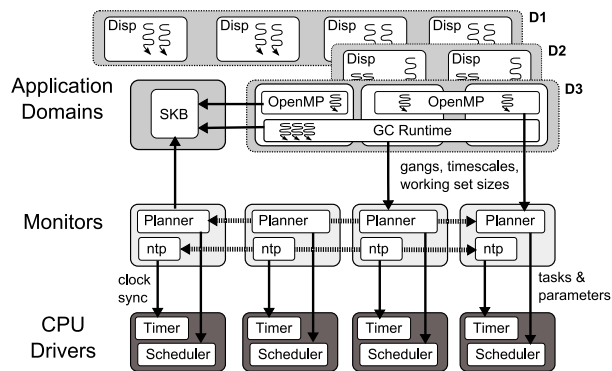 D1
Disp
Disp
Disp
Disp
D2
Disp
Disp
D3
Application
Domains
SKB
OpenMP
OpenMP
GC Runtime
gangs, timescales,
working set sizes
Monitors
Planner
Planner
Planner
Planner
ntp
ntp
ntp
ntp
clock
sync
tasks &
parameters
CPU
Drivers
Timer
Timer
Timer
Timer
Scheduler
Scheduler
Scheduler
Scheduler